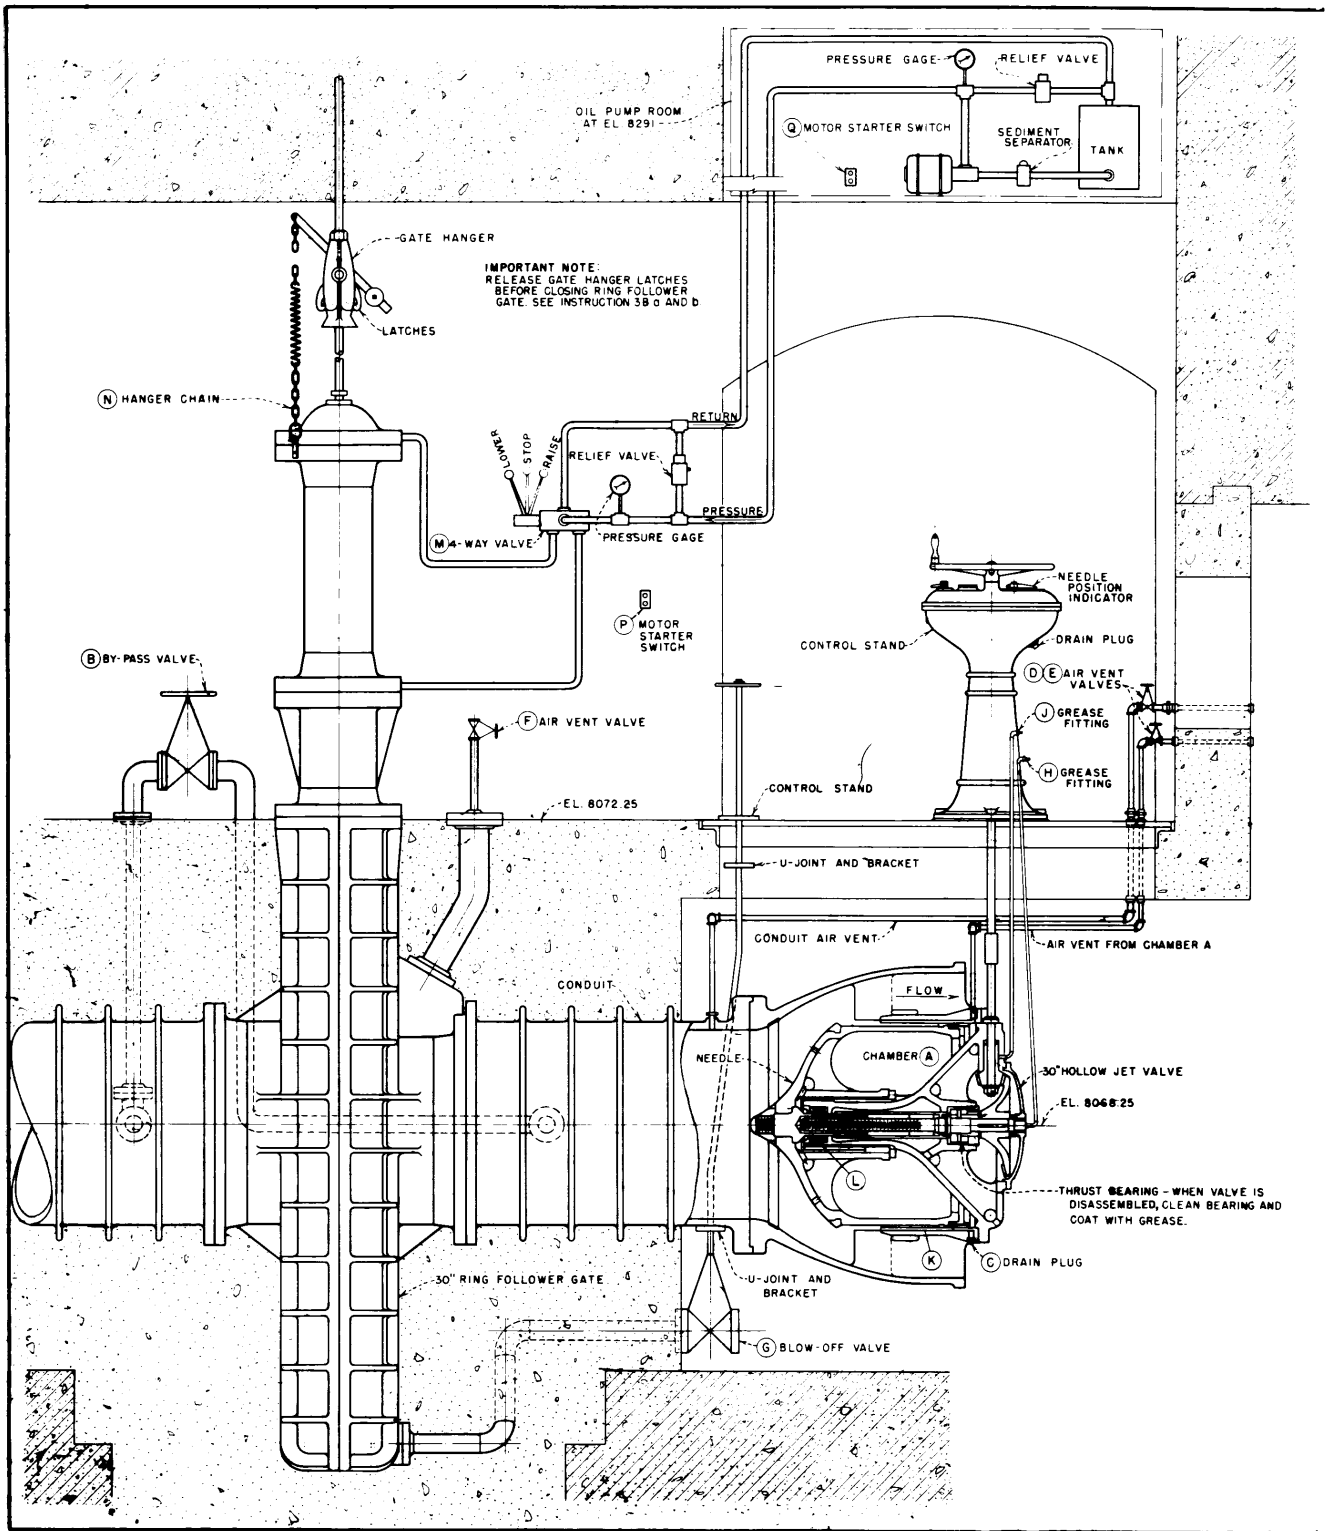 PRESSURE GAGE
RELIEF VALVE
OIL PUMP ROOM
AT EL 8291
Q MOTOR STARTER SWITCH
SEDIMENT
SEPARATOR
TANK
GATE HANGER
IMPORTANT NOTE:
RELEASE GATE HANGER LATCHES
BEFORE CLOSING RING FOLLOWER
GATE. SEE INSTRUCTION 3B a AND b
LATCHES
N HANGER CHAIN
RETURN
LOWER
STOP
RAISE
RELIEF VALVE
PRESSURE
M 4-WAY VALVE
PRESSURE GAGE
NEEDLE
POSITION
INDICATOR
P MOTOR
STARTER
SWITCH
CONTROL STAND
DRAIN PLUG
B BY-PASS VALVE
D E AIR VENT
VALVES
F AIR VENT VALVE
J GREASE
FITTING
H GREASE
FITTING
CONTROL STAND
EL. 8072.25
U-JOINT AND BRACKET
CONDUIT AIR VENT
AIR VENT FROM CHAMBER A
CONDUIT
FLOW
NEEDLE
CHAMBER A
30" HOLLOW JET VALVE
EL. 8068.25
L
THRUST BEARING - WHEN VALVE IS
DISASSEMBLED, CLEAN BEARING AND
COAT WITH GREASE.
K
C DRAIN PLUG
30" RING FOLLOWER GATE
U-JOINT AND
BRACKET
G BLOW-OFF VALVE